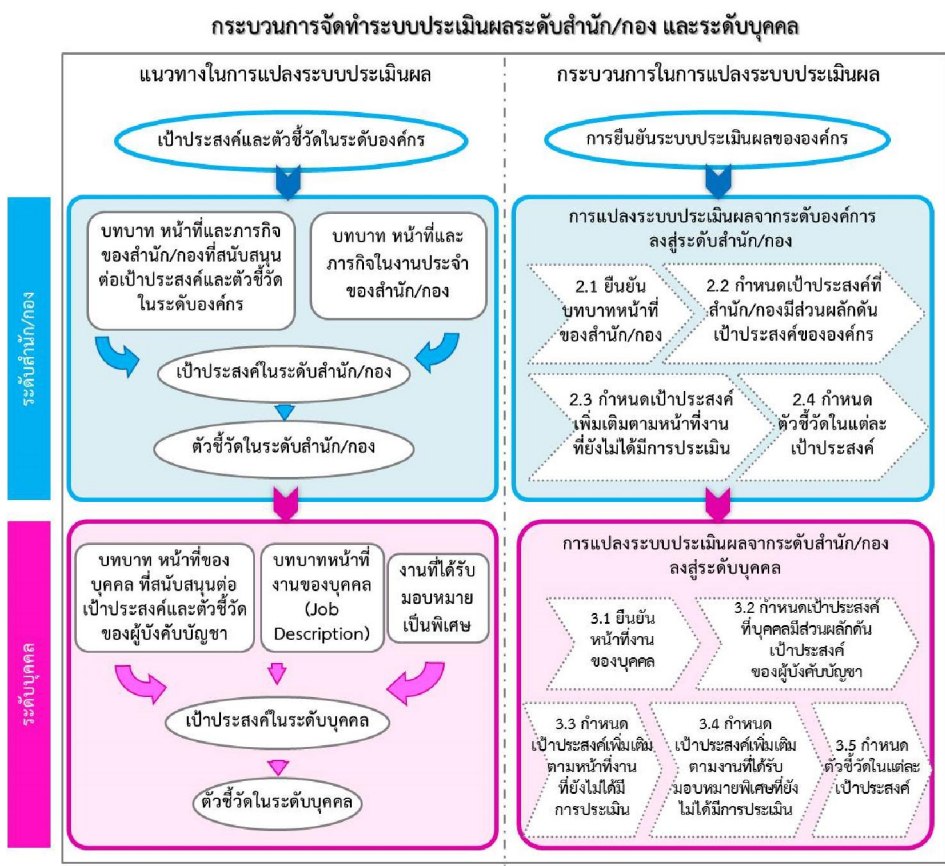 กระบวนการจัดทำระบบประเมินผลระดับสำนัก/กอง และระดับบุคคล
แนวทางในการแปลงระบบประเมินผล
เป้าประสงค์และตัวชี้วัดในระดับองค์กร
ระดับสำนัก/กอง
บทบาท หน้าที่และภารกิจ
ของสำนัก/กองที่สนับสนุน
ต่อเป้าประสงค์และตัวชี้วัด
ในระดับองค์กร
บทบาท หน้าที่และ
ภารกิจในงานประจำ
ของสำนัก/กอง
เป้าประสงค์ในระดับสำนัก/กอง
ตัวชี้วัดในระดับสำนัก/กอง
ระดับบุคคล
บทบาท หน้าที่ของ
บุคคล ที่สนับสนุนต่อ
เป้าประสงค์และตัวชี้วัด
ของผู้บังคับบัญชา
บทบาทหน้าที่
งานของบุคคล
(Job
Description)
งานที่ได้รับ
มอบหมาย
เป็นพิเศษ
เป้าประสงค์ในระดับบุคคล
ตัวชี้วัดในระดับบุคคล
กระบวนการในการแปลงระบบประเมินผล
การยืนยันระบบประเมินผลขององค์กร
การแปลงระบบประเมินผลจากระดับองค์การ
ลงสู่ระดับสำนัก/กอง
2.1 ยืนยัน
บทบาทหน้าที่
ของสำนัก/กอง
2.2 กำหนดเป้าประสงค์ที่
สำนัก/กองมีส่วนผลักดัน
เป้าประสงค์ขององค์กร
2.3 กำหนดเป้าประสงค์
เพิ่มเติมตามหน้าที่งาน
ที่ยังไม่ได้มีการประเมิน
2.4 กำหนด
ตัวชี้วัดในแต่ละ
เป้าประสงค์
การแปลงระบบประเมินผลจากระดับสำนัก/กอง
ลงสู่ระดับบุคคล
3.1 ยืนยัน
หน้าที่งาน
ของบุคคล
3.2 กำหนดเป้าประสงค์
ที่บุคคลมีส่วนผลักดัน
เป้าประสงค์
ของผู้บังคับบัญชา
3.3 กำหนด
เป้าประสงค์เพิ่มเติม
ตามหน้าที่งาน
ที่ยังไม่ได้มี
การประเมิน
3.4 กำหนด
เป้าประสงค์เพิ่มเติม
ตามงานที่ได้รับ
มอบหมายพิเศษที่ยัง
ไม่ได้มีการประเมิน
3.5 กำหนด
ตัวชี้วัดในแต่ละ
เป้าประสงค์